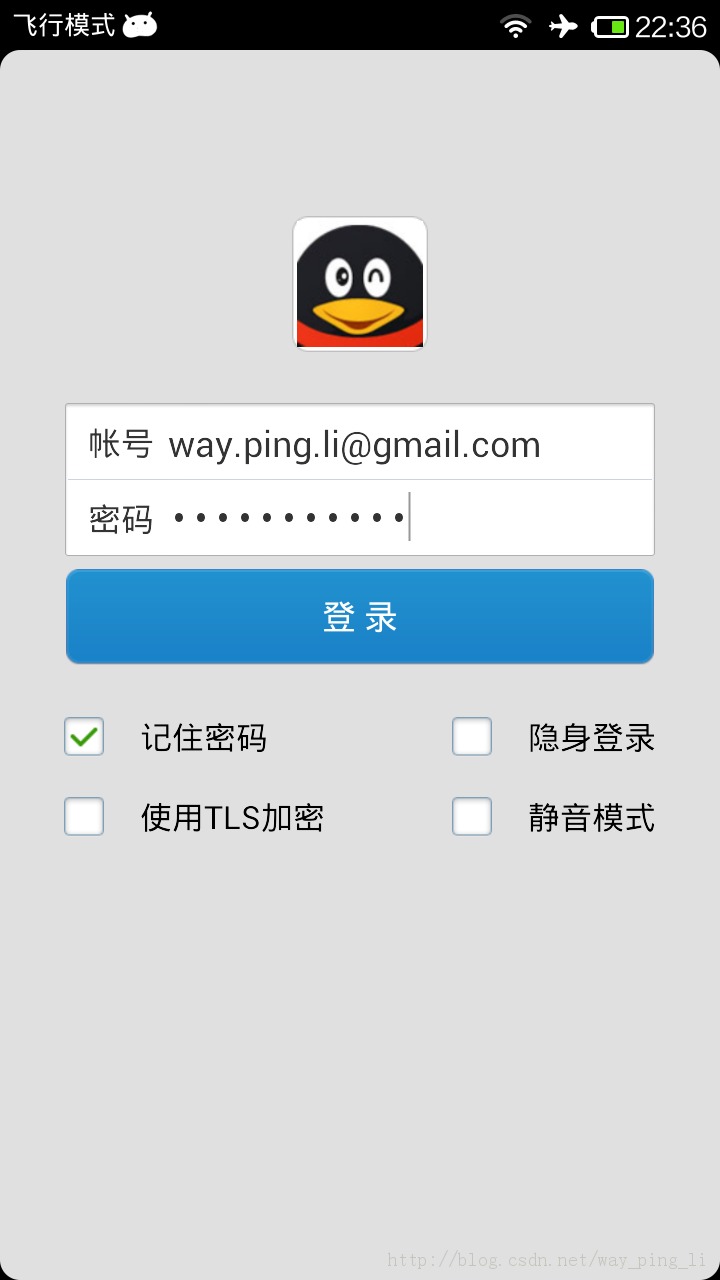 飞行模式 22:36
帐号 way.ping.li@gmail.com
密码 •••••••••••
登录
记住密码 隐身登录
使用TLS加密 静音模式
http://blog.csdn.net/way_ping_li